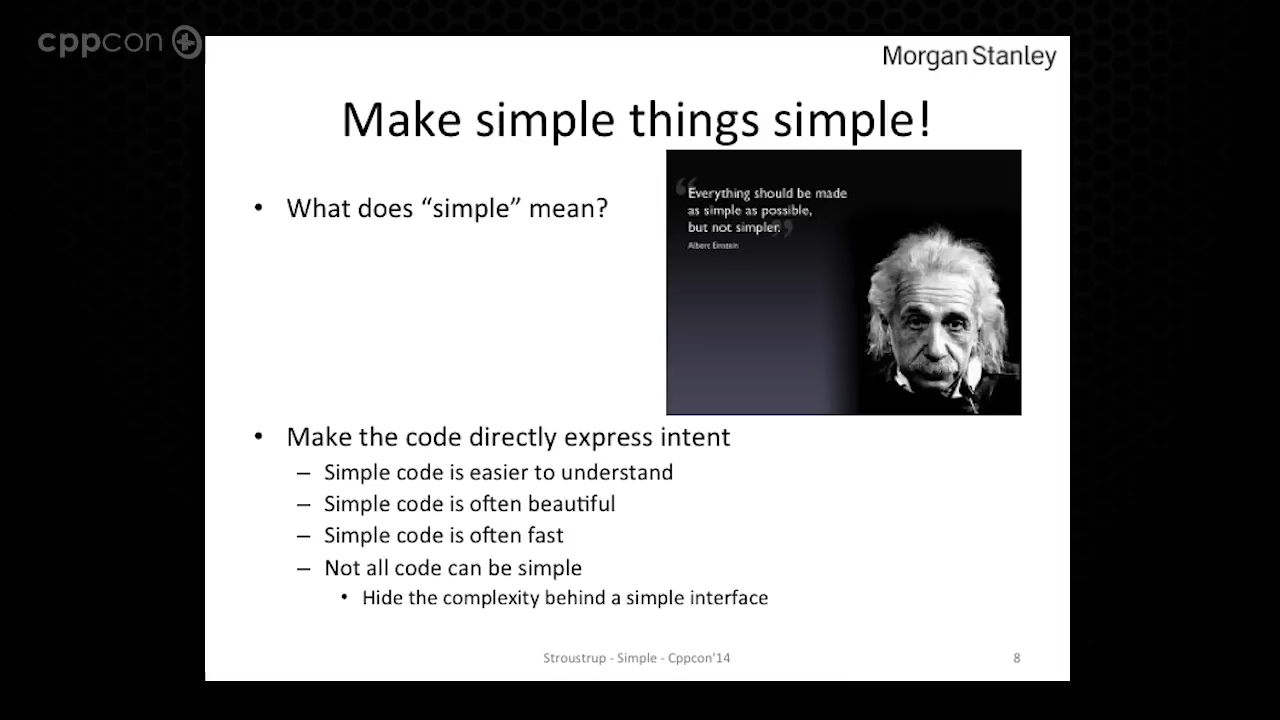 cppcon
Morgan Stanley
Make simple things simple!
• What does “simple” mean?
“Everything should be made
as simple as possible,
but not simpler.”
Albert Einstein
• Make the code directly express intent
– Simple code is easier to understand
– Simple code is often beautiful
– Simple code is often fast
– Not all code can be simple
• Hide the complexity behind a simple interface
Stroustrup - Simple - Cppcon'14
8